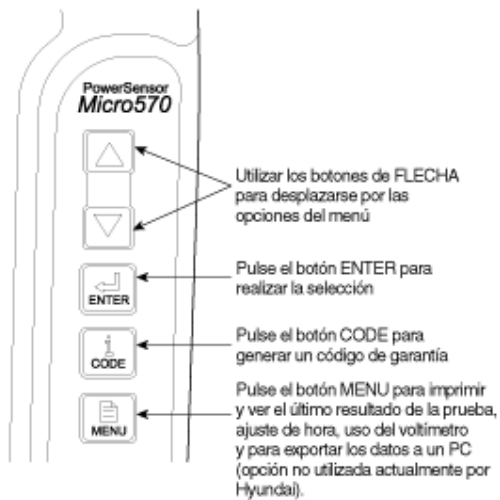 PowerSensor
Micro570
Utilizar los botones de FLECHA
para desplazarse por las
opciones del menú
ENTER
Pulse el botón ENTER para
realizar la selección
CODE
Pulse el botón CODE para
generar un código de garantía
MENU
Pulse el botón MENU para imprimir
y ver el último resultado de la prueba,
ajuste de hora, uso del voltímetro
y para exportar los datos a un PC
(opción no utilizada actualmente por
Hyundai).